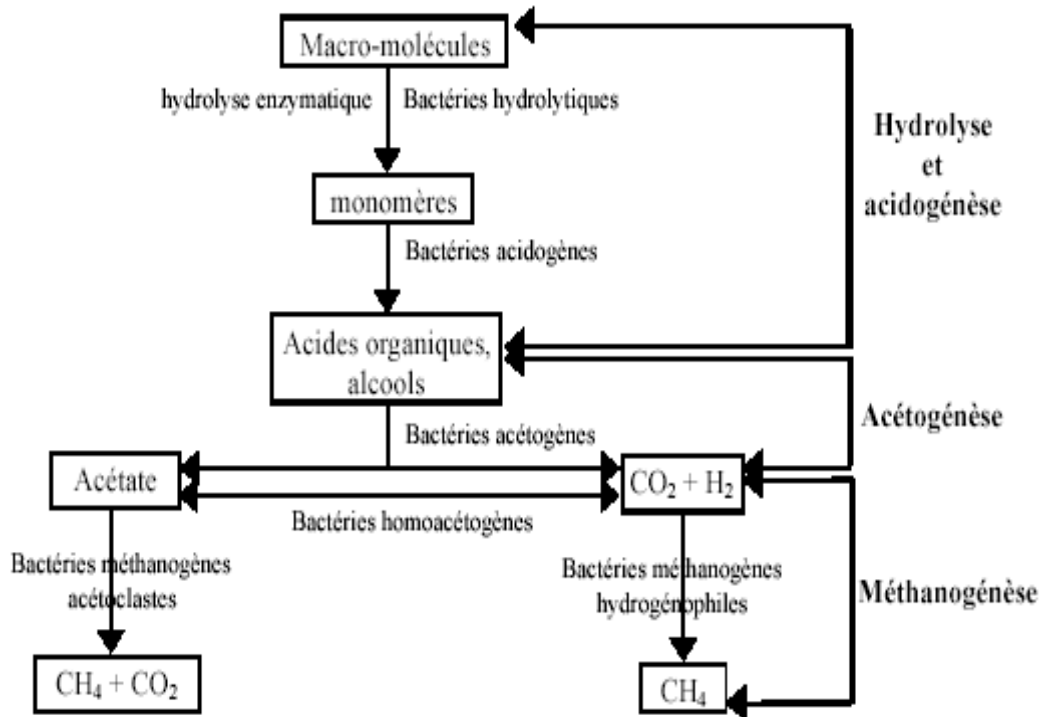 Macro-molécules
hydrolyse enzymatique
Bactéries hydrolytiques
Hydrolyse
et
acidogénèse
monomères
Bactéries acidogènes
Acides organiques,
alcools
Bactéries acétogènes
Acétogénèse
Acétate
CO₂ + H₂
Bactéries homoacétogènes
Bactéries méthanogènes
acétoclastes
Bactéries méthanogènes
hydrogénophiles
Méthanogénèse
CH₄ + CO₂
CH₄